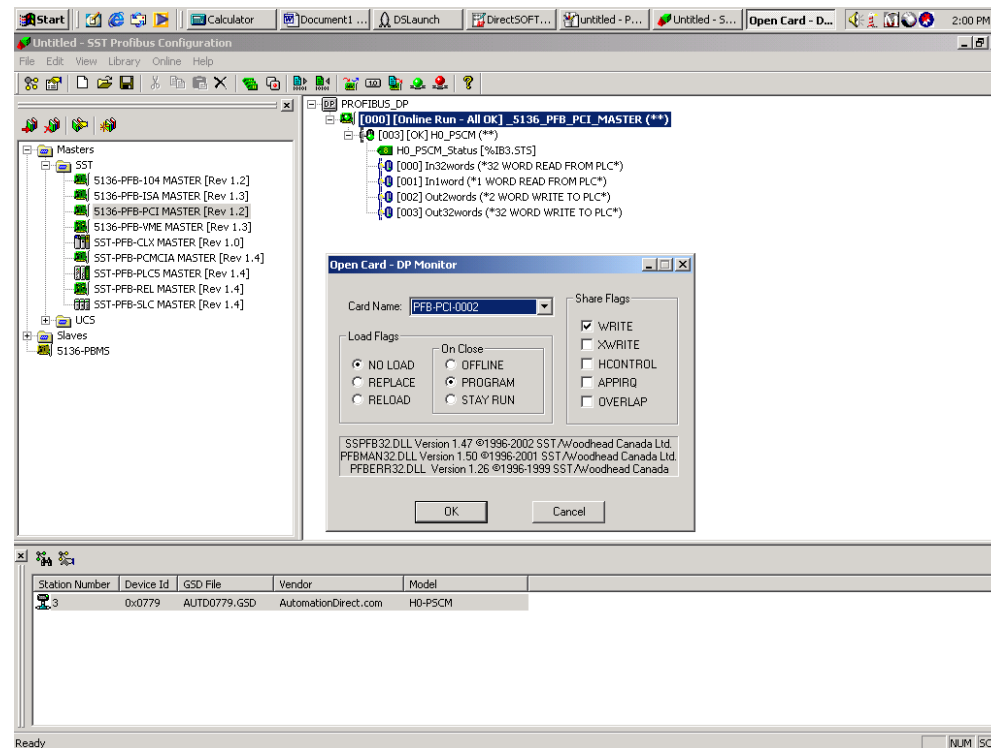 Start Calculator Document1 ... DSLaunch DirectSOFT... untitled - P... Untitled - S... Open Card - D... 2:00 PM
Untitled - SST Profibus Configuration
File Edit View Library Online Help
PROFIBUS_DP
[000] [Online Run - All OK] _5136_PFB_PCI_MASTER (**)
[003] [OK] H0_PSCM (**)
H0_PSCM_Status [%IB3.STS]
[000] In32words (*32 WORD READ FROM PLC*)
[001] In1word (*1 WORD READ FROM PLC*)
[002] Out2words (*2 WORD WRITE TO PLC*)
[003] Out32words (*32 WORD WRITE TO PLC*)
Masters
SST
5136-PFB-104 MASTER [Rev 1.2]
5136-PFB-ISA MASTER [Rev 1.3]
5136-PFB-PCI MASTER [Rev 1.2]
5136-PFB-VME MASTER [Rev 1.3]
SST-PFB-CLX MASTER [Rev 1.0]
SST-PFB-PCMCIA MASTER [Rev 1.4]
SST-PFB-PLC5 MASTER [Rev 1.4]
SST-PFB-REL MASTER [Rev 1.4]
SST-PFB-SLC MASTER [Rev 1.4]
UCS
Slaves
5136-PBMS
Open Card - DP Monitor
Card Name: PFB-PCI-0002
Load Flags
NO LOAD
REPLACE
RELOAD
On Close
OFFLINE
PROGRAM
STAY RUN
Share Flags
WRITE
XWRITE
HCONTROL
APPIRQ
OVERLAP
SSPFB32.DLL Version 1.47 ©1996-2002 SST/Woodhead Canada Ltd.
PFBMAN32.DLL Version 1.50 ©1996-2001 SST/Woodhead Canada Ltd.
PFBERR32.DLL Version 1.26 ©1996-1999 SST/Woodhead Canada
OK Cancel
Station Number Device Id GSD File Vendor Model
3 0x0779 AUTD0779.GSD AutomationDirect.com H0-PSCM
Ready NUM SC